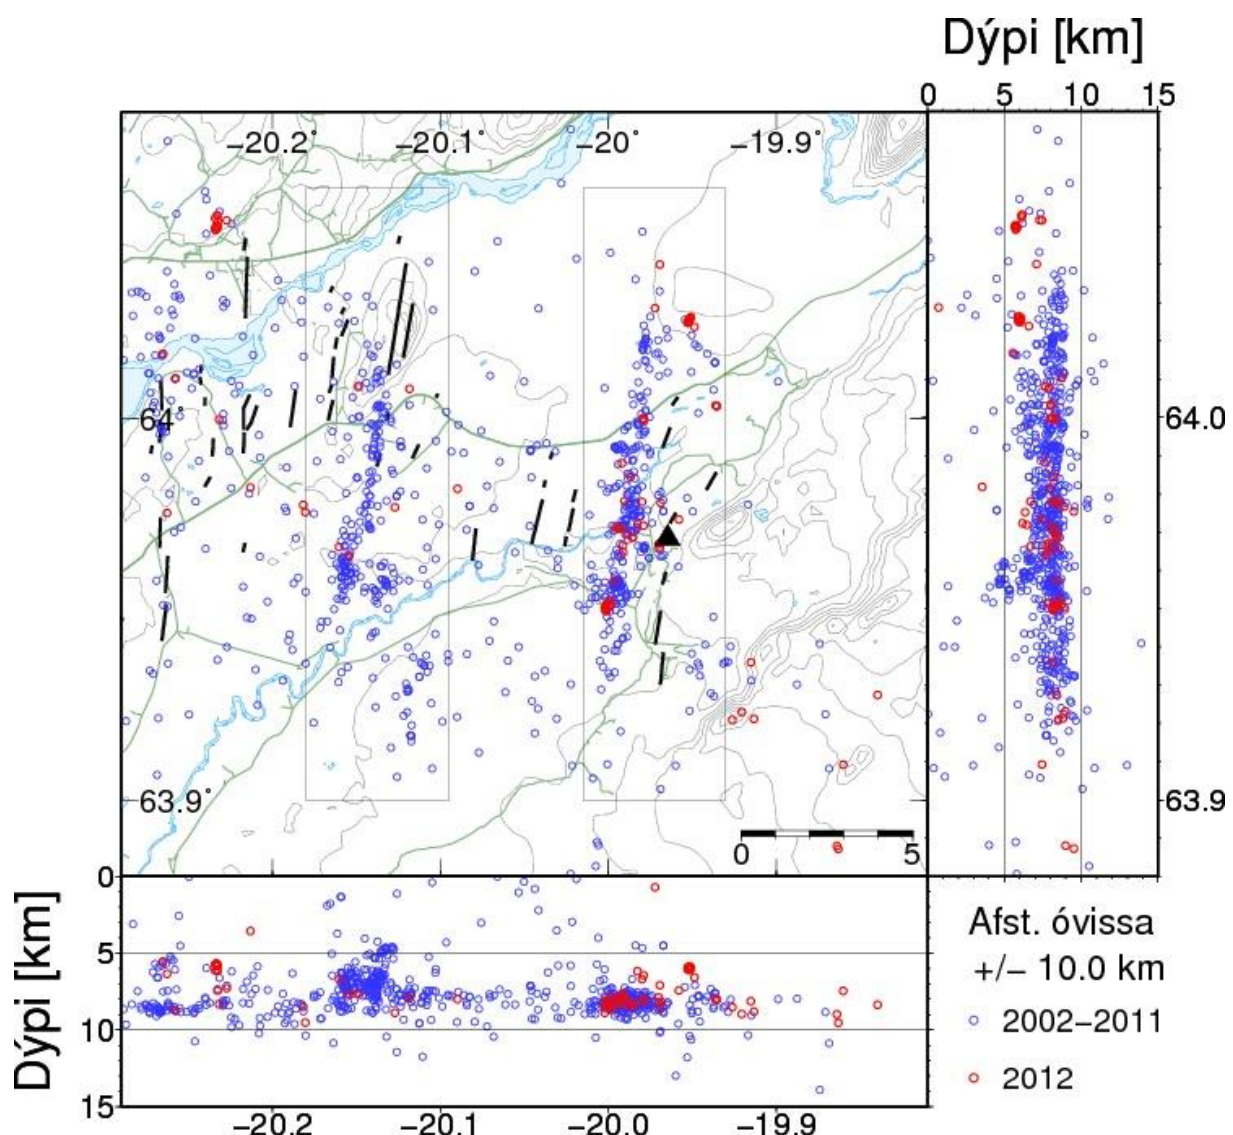 Dýpi [km]
0 5 10 15
−20.2˚ −20.1˚ −20˚ −19.9˚
64˚
64.0
63.9˚
63.9
0 5
Dýpi [km]
0
5
10
15
−20.2 −20.1 −20.0 −19.9
Afst. óvissa
+/− 10.0 km
2002−2011
2012